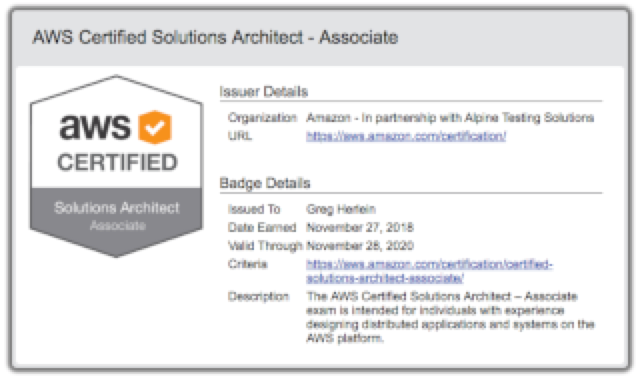 AWS Certified Solutions Architect - Associate
aws
CERTIFIED
Solutions Architect
Associate
Issuer Details
Organization Amazon - In partnership with Alpine Testing Solutions
URL https://aws.amazon.com/certification/
Badge Details
Issued To Greg Herlein
Date Earned November 27, 2018
Valid Through November 28, 2020
Criteria https://aws.amazon.com/certification/certified-
solutions-architect-associate/
Description The AWS Certified Solutions Architect – Associate
exam is intended for individuals with experience
designing distributed applications and systems on the
AWS platform.